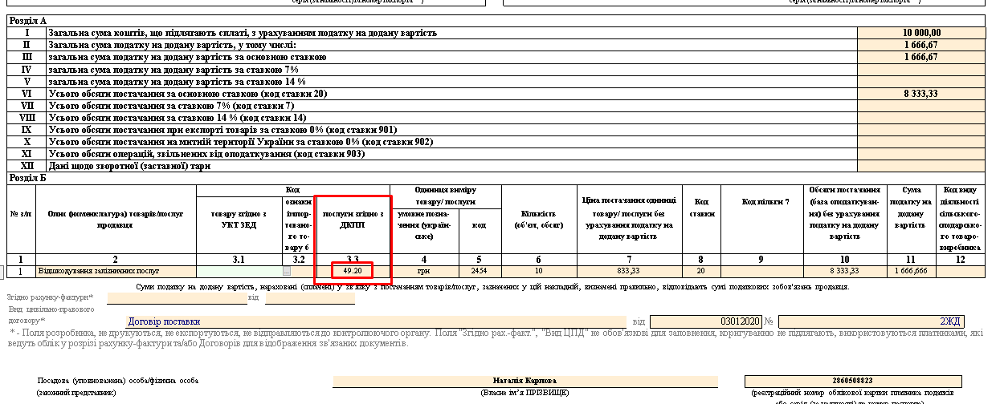 Розділ А
I Загальна сума коштів, що підлягають сплаті, з урахуванням податку на додану вартість 10 000,00
II Загальна сума податку на додану вартість, у тому числі: 1 666,67
III загальна сума податку на додану вартість за основною ставкою 1 666,67
IV загальна сума податку на додану вартість за ставкою 7%
V загальна сума податку на додану вартість за ставкою 14 %
VI Усього обсяги постачання за основною ставкою (код ставки 20) 8 333,33
VII Усього обсяги постачання за ставкою 7% (код ставки 7)
VIII Усього обсяги постачання за ставкою 14 % (код ставки 14)
IX Усього обсяги постачання при експорті товарів за ставкою 0% (код ставки 901)
X Усього обсяги постачання на митній території України за ставкою 0% (код ставки 902)
XI Усього обсяги операцій, звільнених від оподаткування (код ставки 903)
XII Дані щодо зворотної (заставної) тари
Розділ Б
№ з/п
Опис (номенклатура) товарів/послуг
продавця
Код
товару згідно з
УКТ ЗЕД
ознаки
імпор-
товано-
го то-
вару 6
послуги згідно з
ДКПП
Одиниця виміру
товару/ послуги
умовне позна-
чення (україн-
ське)
код
Кількість
(об'єм, обсяг)
Ціна постачання одиниці
товару/ послуги без
урахування податку на
додану вартість
Код
ставки
Код пільги 7
Обсяги постачання
(база оподаткуван-
ня) без урахування
податку на додану
вартість
Сума
податку на
додану
вартість
Код виду
діяльності
сільського-
сподарсько-
го товаро-
виробника
1 2 3.1 3.2 3.3 4 5 6 7 8 9 10 11 12
1 Відшкодування залізничних послуг ... 49.20 грн 2454 10 833,33 20 8 333,33 1 666,666
Суми податку на додану вартість, нараховані (сплачені) у зв'язку з постачанням товарів/послуг, зазначених у цій накладній, визначені правильно, відповідають сумі податкових зобов'язань продавця.
Згідно рахунку-фактури* від
Вид цивільно-правового
договору* Договір поставки від 03012020 № 2ЖД
* - Поля розробника, не друкуються, не експортуються, не відправляються до контролюючого органу. Поля "Згідно рах.-факт.", "Вид ЦПД" не обов'язкові для заповнення, коригуванню не підлягають, використовуються платниками, які
ведуть облік у розрізі рахунку-фактури та/або Договорів для відображення зв'язаних документів.
Посадова (уповноважена) особа/фізична особа Наталія Карпова 2860508823
(законний представник) (Власне ім'я ПРІЗВИЩЕ) (реєстраційний номер облікової картки платника податків